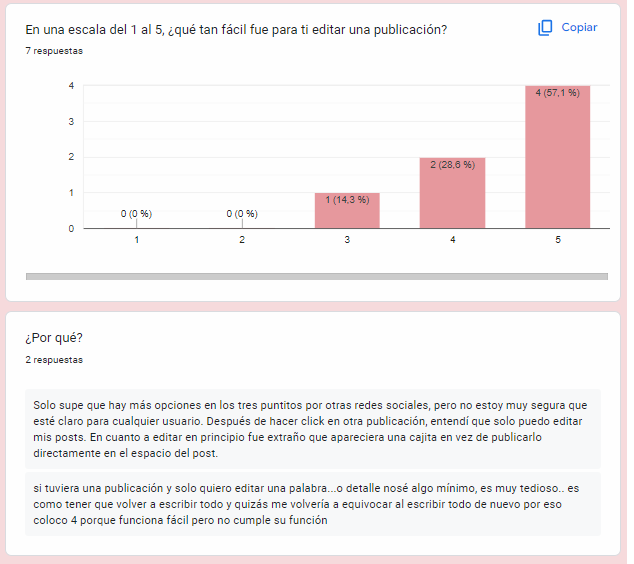 En una escala del 1 al 5, ¿qué tan fácil fue para ti editar una publicación?
Copiar
7 respuestas
4
3
2
1
0
0 (0 %)
0 (0 %)
1 (14,3 %)
2 (28,6 %)
4 (57,1 %)
1
2
3
4
5
¿Por qué?
2 respuestas
Solo supe que hay más opciones en los tres puntitos por otras redes sociales, pero no estoy muy segura que
esté claro para cualquier usuario. Después de hacer click en otra publicación, entendí que solo puedo editar
mis posts. En cuanto a editar en principio fue extraño que apareciera una cajita en vez de publicarlo
directamente en el espacio del post.
si tuviera una publicación y solo quiero editar una palabra...o detalle nosé algo mínimo, es muy tedioso.. es
como tener que volver a escribir todo y quizás me volvería a equivocar al escribir todo de nuevo por eso
coloco 4 porque funciona fácil pero no cumple su función